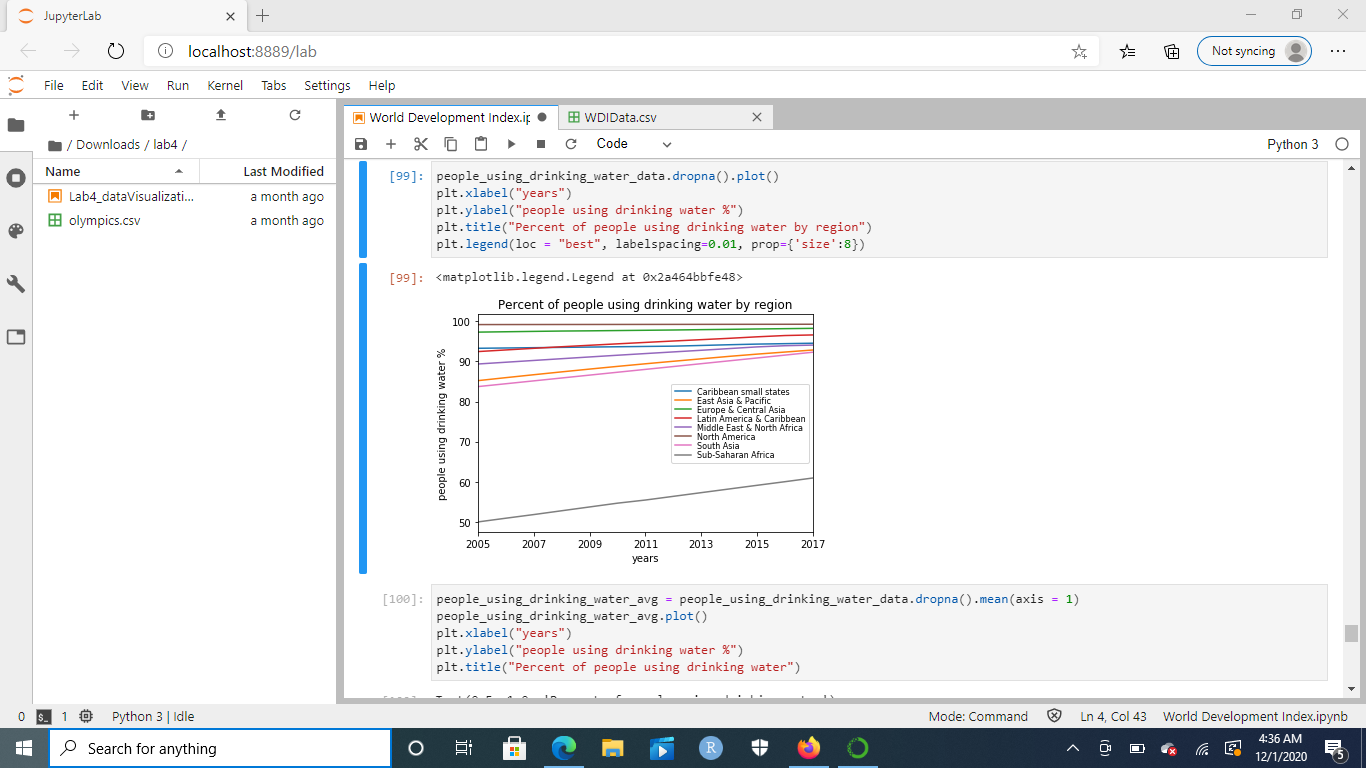 JupyterLab
localhost:8889/lab
Not syncing
File Edit View Run Kernel Tabs Settings Help
/ Downloads / lab4 /
Name Last Modified
Lab4_dataVisualizati... a month ago
olympics.csv a month ago
World Development Index.ip
WDIData.csv
Code
Python 3
[99]:
people_using_drinking_water_data.dropna().plot()
plt.xlabel("years")
plt.ylabel("people using drinking water %")
plt.title("Percent of people using drinking water by region")
plt.legend(loc = "best", labelspacing=0.01, prop={'size':8})
[99]:
<matplotlib.legend.Legend at 0x2a464bbfe48>
Percent of people using drinking water by region
people using drinking water %
100
90
80
70
60
50
Caribbean small states
East Asia & Pacific
Europe & Central Asia
Latin America & Caribbean
Middle East & North Africa
North America
South Asia
Sub-Saharan Africa
2005 2007 2009 2011 2013 2015 2017
years
[100]:
people_using_drinking_water_avg = people_using_drinking_water_data.dropna().mean(axis = 1)
people_using_drinking_water_avg.plot()
plt.xlabel("years")
plt.ylabel("people using drinking water %")
plt.title("Percent of people using drinking water")
0 1 Python 3 | Idle
Mode: Command Ln 4, Col 43 World Development Index.ipynb
Search for anything
R
4:36 AM
12/1/2020
5